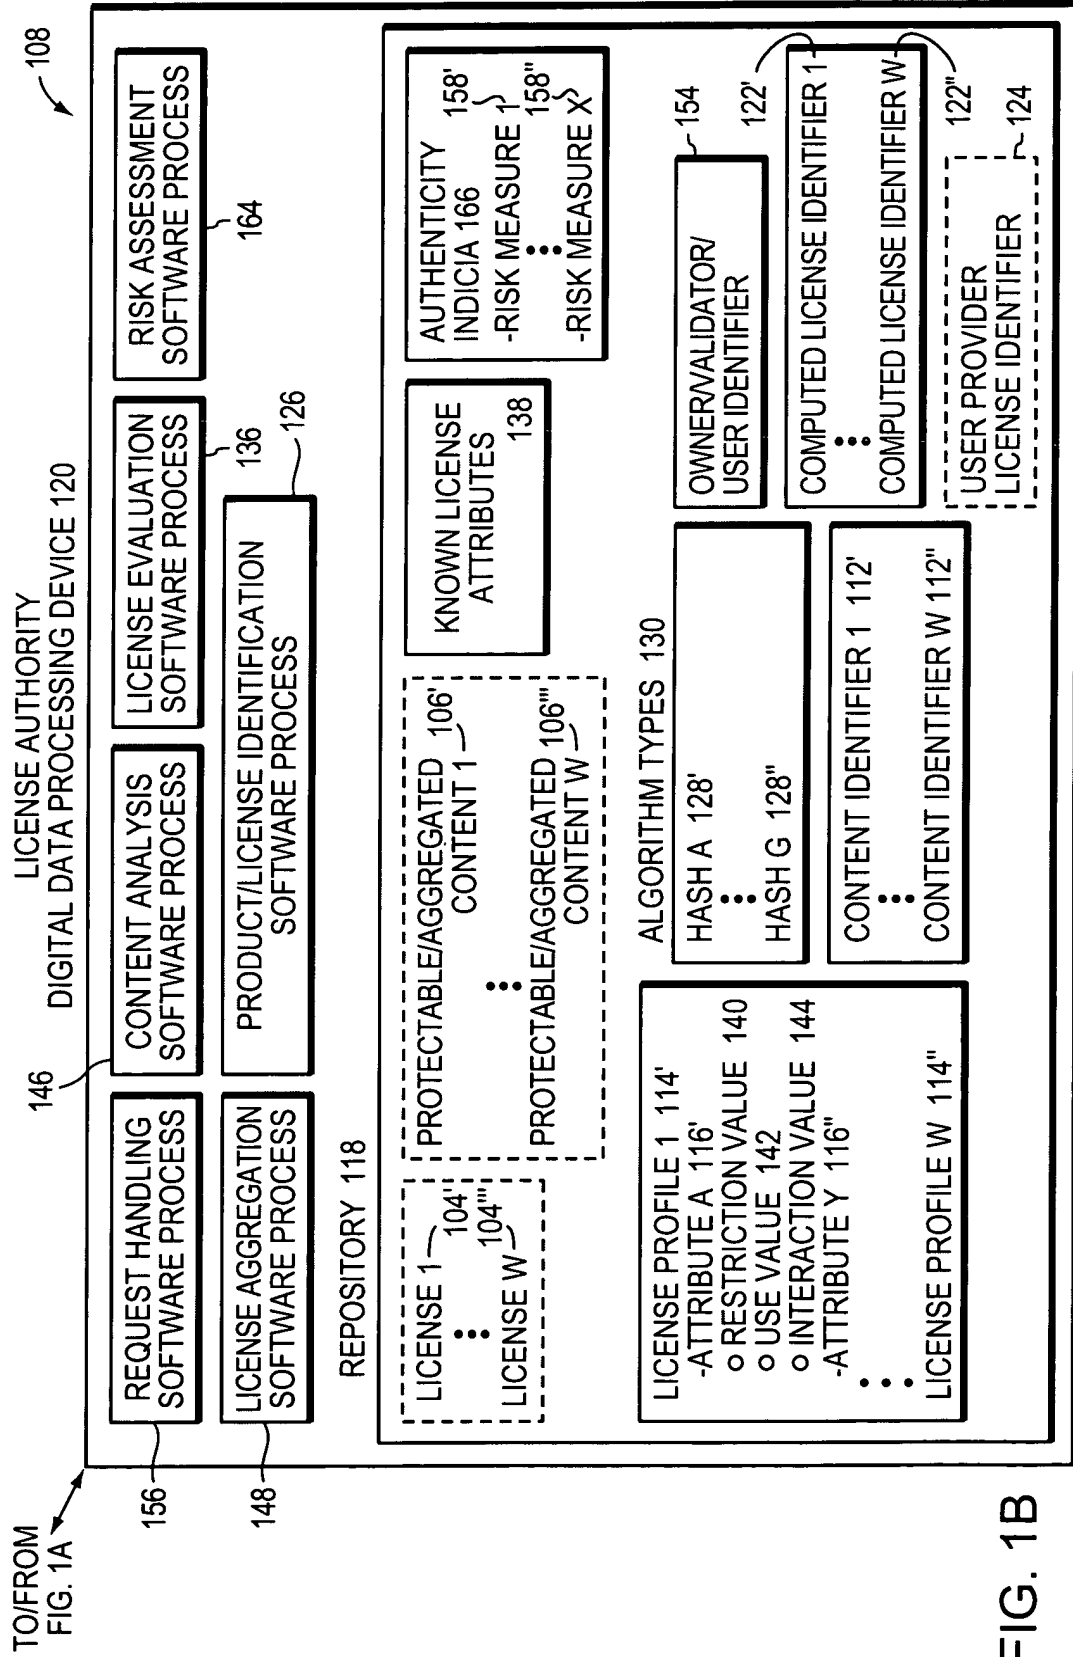 TO/FROM
FIG. 1A
LICENSE AUTHORITY
DIGITAL DATA PROCESSING DEVICE 120
108
146
REQUEST HANDLING
SOFTWARE PROCESS
156
CONTENT ANALYSIS
SOFTWARE PROCESS
LICENSE EVALUATION
SOFTWARE PROCESS
136
RISK ASSESSMENT
SOFTWARE PROCESS
164
LICENSE AGGREGATION
SOFTWARE PROCESS
148
PRODUCT/LICENSE IDENTIFICATION
SOFTWARE PROCESS
126
REPOSITORY 118
LICENSE 1
104'
104'''
LICENSE W
PROTECTABLE/AGGREGATED
CONTENT 1
106'
PROTECTABLE/AGGREGATED
CONTENT W
106'''
KNOWN LICENSE
ATTRIBUTES
138
AUTHENTICITY
INDICIA 166
158'
-RISK MEASURE 1
158''
-RISK MEASURE X
LICENSE PROFILE 1 114'
-ATTRIBUTE A 116'
o RESTRICTION VALUE 140
o USE VALUE 142
o INTERACTION VALUE 144
-ATTRIBUTE Y 116''
LICENSE PROFILE W 114''
ALGORITHM TYPES 130
HASH A 128'
HASH G 128''
CONTENT IDENTIFIER 1 112'
CONTENT IDENTIFIER W 112''
OWNER/VALIDATOR/
USER IDENTIFIER
154
COMPUTED LICENSE IDENTIFIER 1
122'
COMPUTED LICENSE IDENTIFIER W
122''
USER PROVIDER
LICENSE IDENTIFIER
124
FIG. 1B